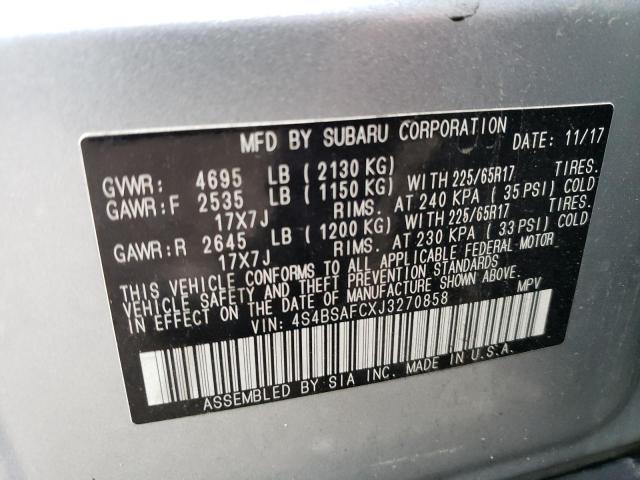 MFD BY SUBARU CORPORATION DATE: 11/17
GVWR: 4695 LB (2130 KG)
GAWR:F 2535 LB (1150 KG) WITH 225/65R17 TIRES.
17X7J RIMS. AT 240 KPA (35 PSI) COLD
GAWR:R 2645 LB (1200 KG) WITH 225/65R17 TIRES.
17X7J RIMS. AT 230 KPA (33 PSI) COLD
THIS VEHICLE CONFORMS TO ALL APPLICABLE FEDERAL MOTOR
VEHICLE SAFETY AND THEFT PREVENTION STANDARDS
IN EFFECT ON THE DATE OF MANUFACTURE SHOWN ABOVE.
VIN: 4S4BSAFCXJ3270858 MPV
ASSEMBLED BY SIA INC. MADE IN U.S.A.